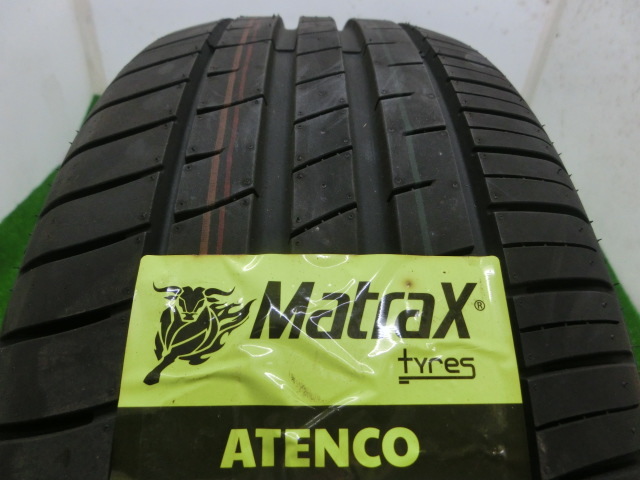 MatraX®
tyres
ATENCO